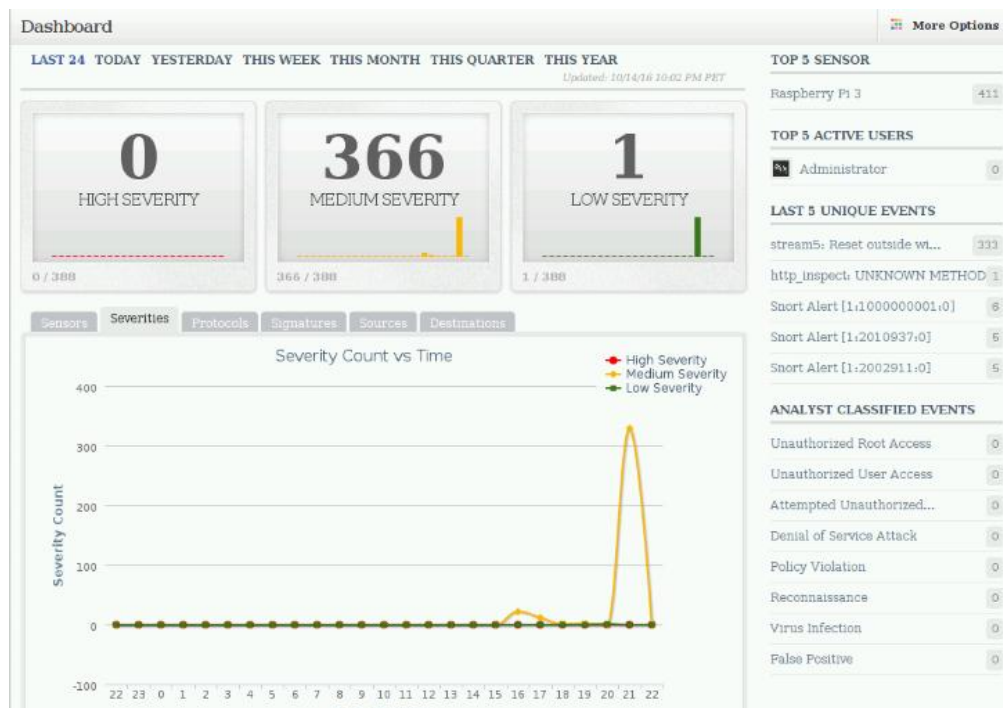 Dashboard
More Options
LAST 24 TODAY YESTERDAY THIS WEEK THIS MONTH THIS QUARTER THIS YEAR
Updated: 10/14/16 10:02 PM PET
0
HIGH SEVERITY
0 / 388
366
MEDIUM SEVERITY
366 / 388
1
LOW SEVERITY
1 / 388
Sensors Severities Protocols Signatures Sources Destinations
Severity Count vs Time
High Severity
Medium Severity
Low Severity
Severity Count
400
300
200
100
0
-100
22 23 0 1 2 3 4 5 6 7 8 9 10 11 12 13 14 15 16 17 18 19 20 21 22
TOP 5 SENSOR
Raspberry Pi 3 411
TOP 5 ACTIVE USERS
Administrator 0
LAST 5 UNIQUE EVENTS
stream5: Reset outside wi... 333
http_inspect: UNKNOWN METHOD 1
Snort Alert [1:1000000001:0] 6
Snort Alert [1:2010937:0] 5
Snort Alert [1:2002911:0] 5
ANALYST CLASSIFIED EVENTS
Unauthorized Root Access 0
Unauthorized User Access 0
Attempted Unauthorized... 0
Denial of Service Attack 0
Policy Violation 0
Reconnaissance 0
Virus Infection 0
False Positive 0